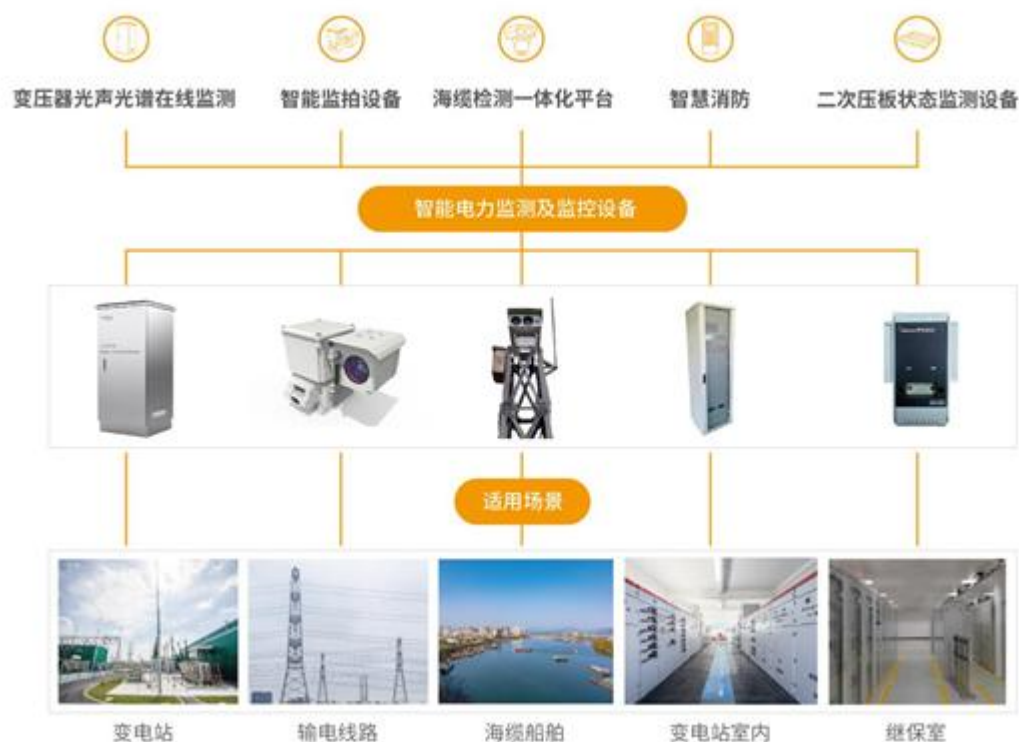 变压器光声光谱在线监测
智能监拍设备
海缆检测一体化平台
智慧消防
二次压板状态监测设备
智能电力监测及监控设备
适用场景
变电站
输电线路
海缆船舶
变电站室内
继保室